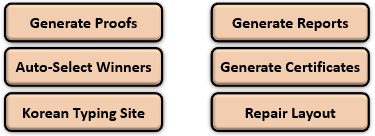 Generate Proofs
Generate Reports
Auto-Select Winners
Generate Certificates
Korean Typing Site
Repair Layout